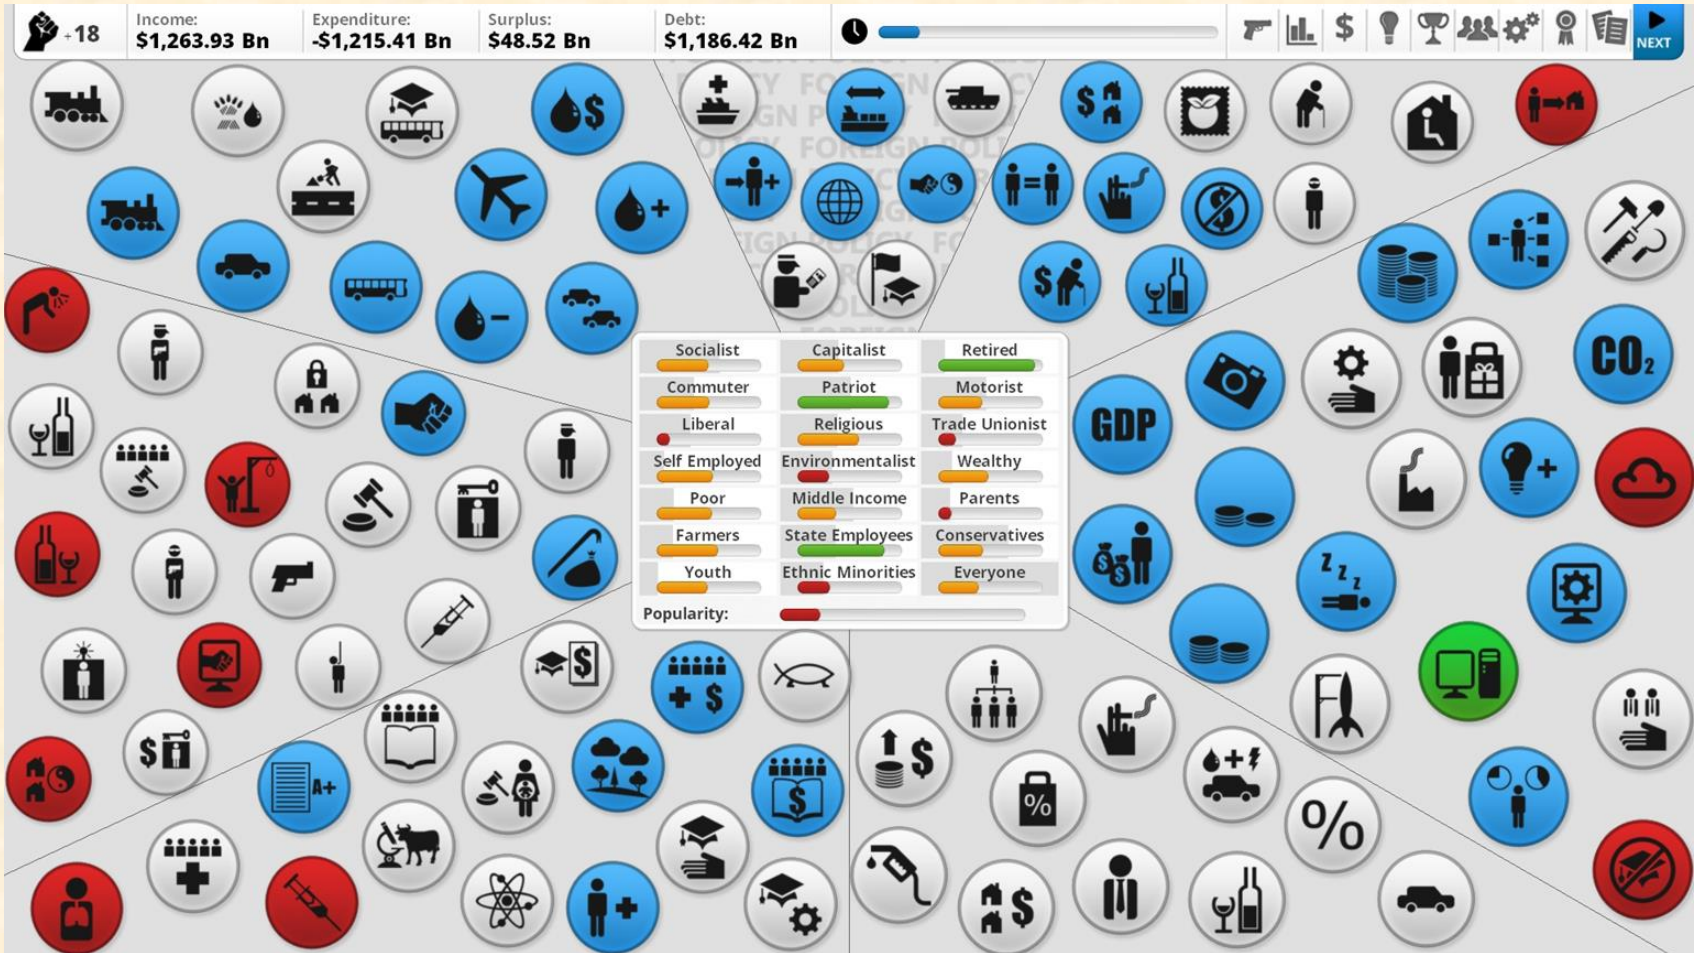 +18
Income:
$1,263.93 Bn
Expenditure:
-$1,215.41 Bn
Surplus:
$48.52 Bn
Debt:
$1,186.42 Bn
$
NEXT
FOREIGN POLICY
$
$
$
$
CO2
GDP
Socialist Capitalist Retired
Commuter Patriot Motorist
Liberal Religious Trade Unionist
Self Employed Environmentalist Wealthy
Poor Middle Income Parents
Farmers State Employees Conservatives
Youth Ethnic Minorities Everyone
Popularity:
Z Z Z
$
$
$
A+
$
$
%
%
$